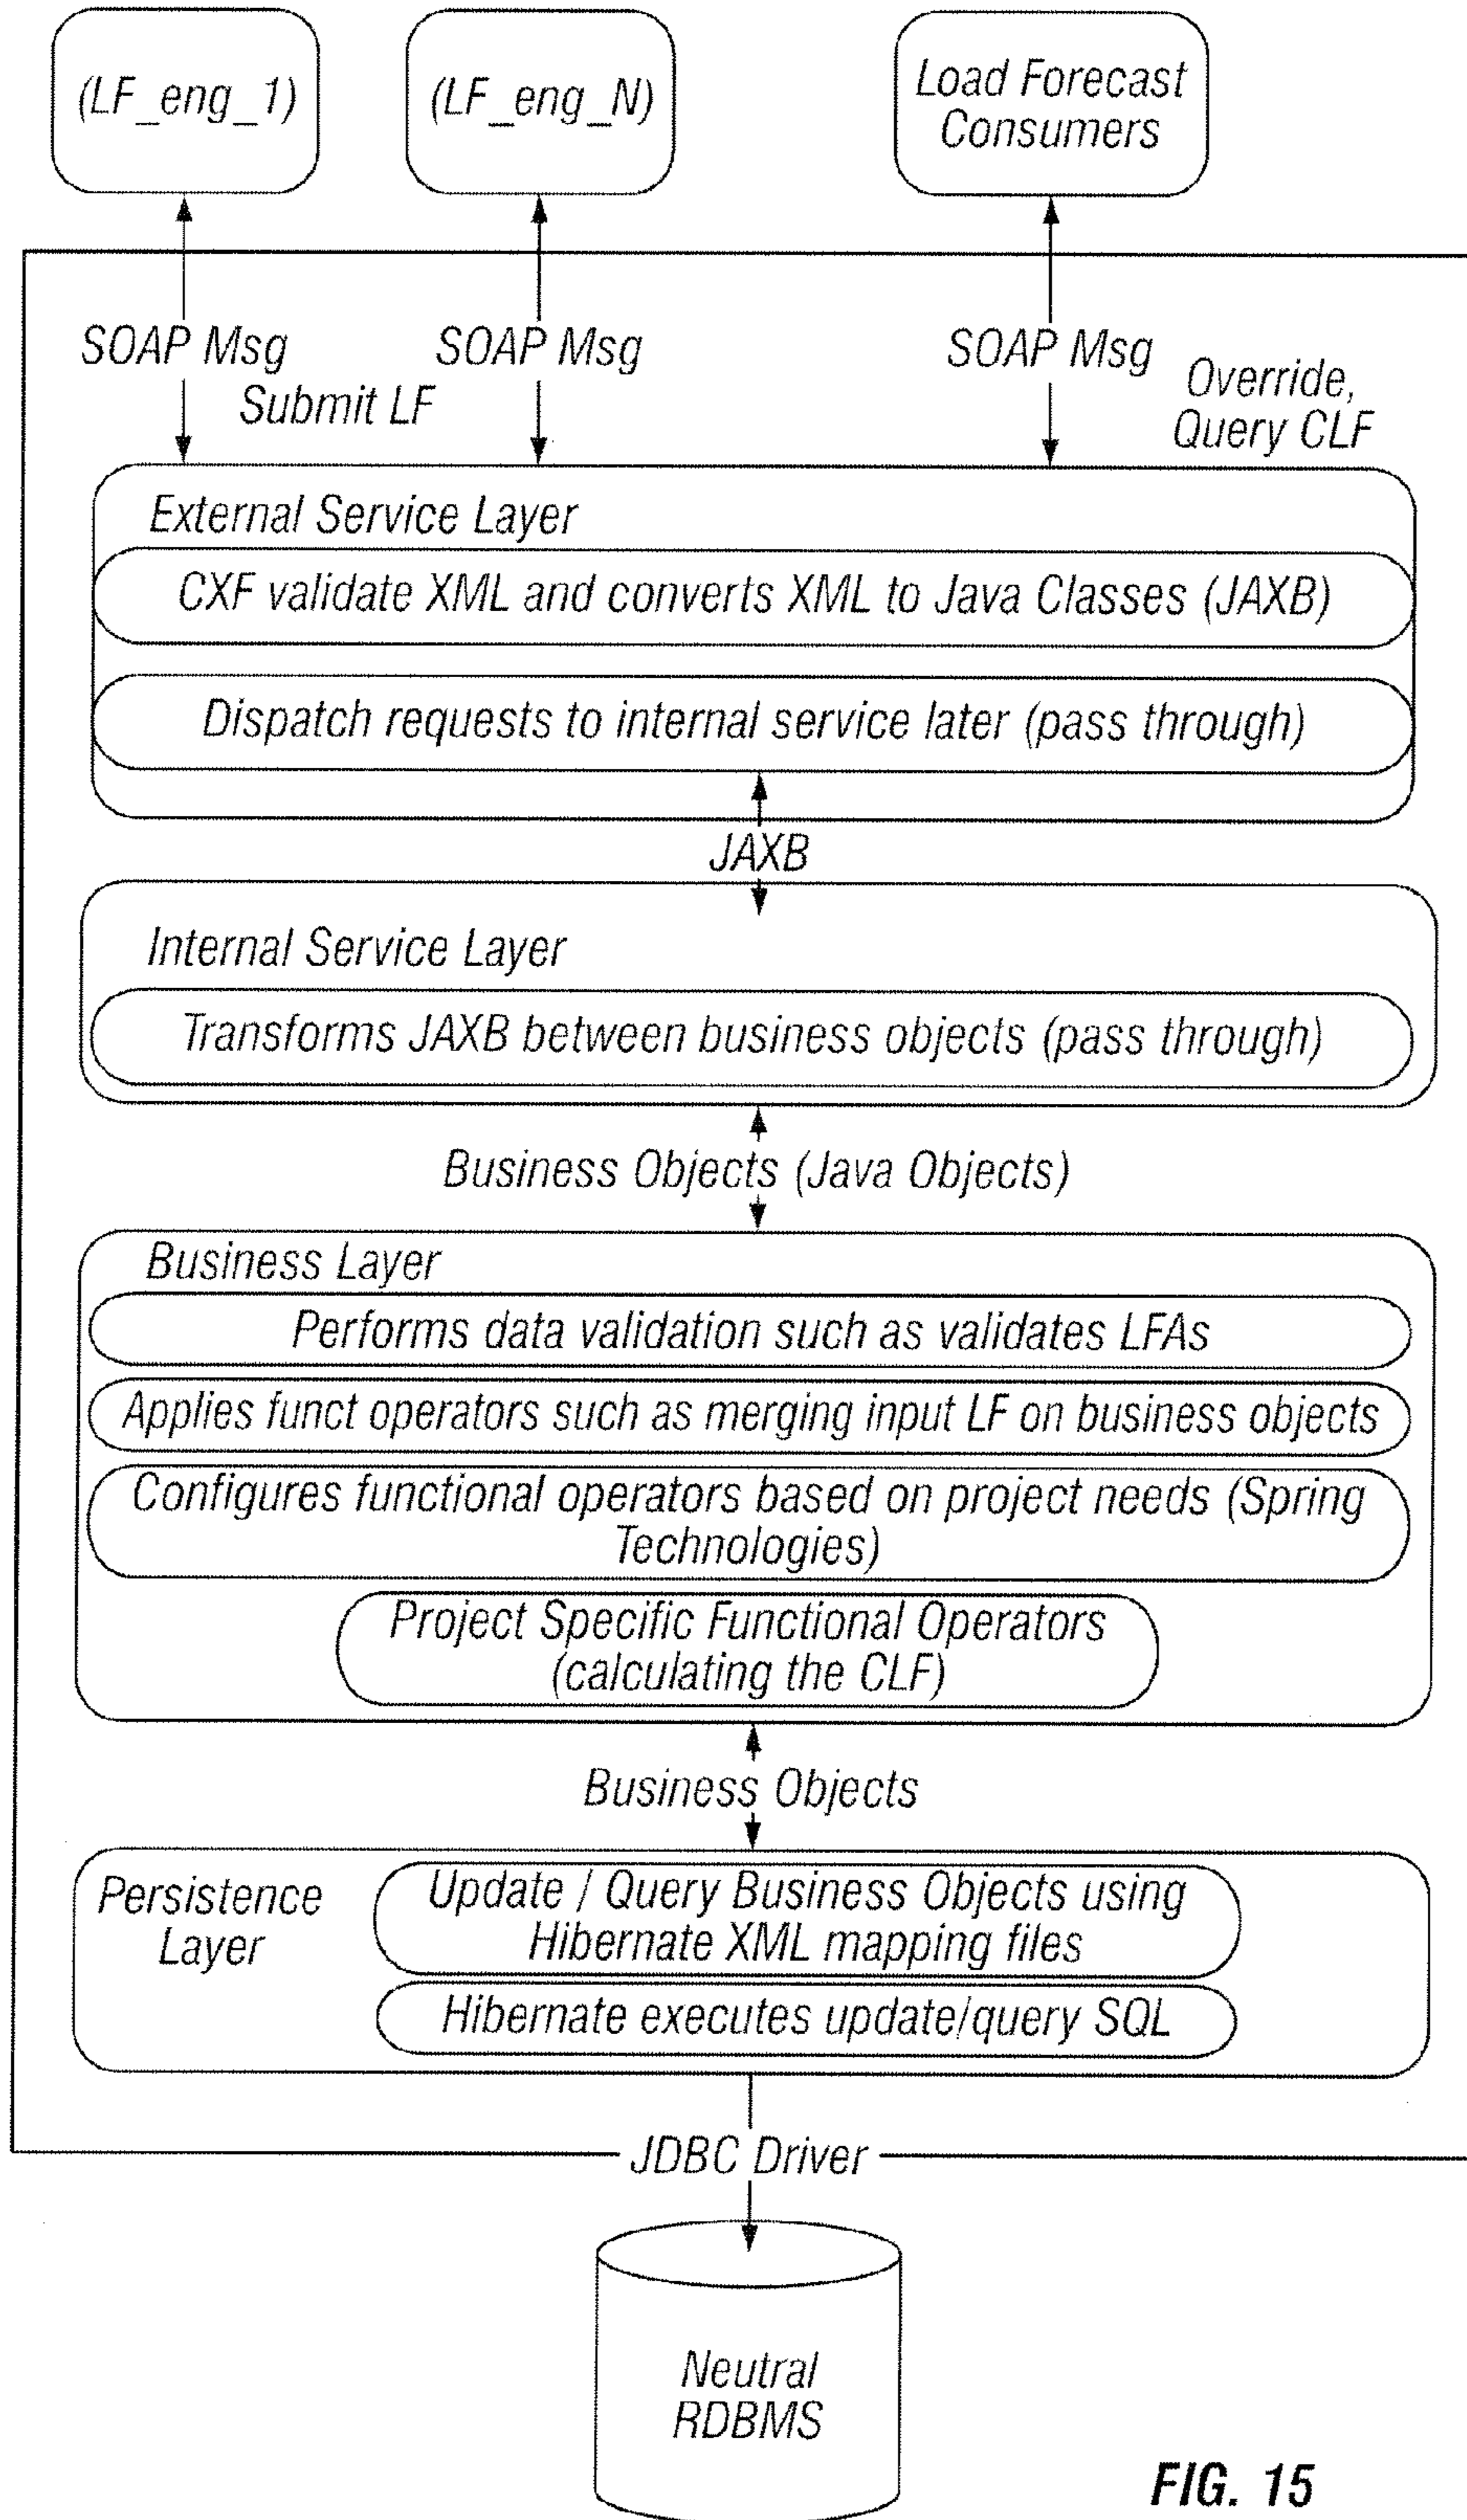 (LF_eng_1)
(LF_eng_N)
Load Forecast
Consumers
SOAP Msg
SOAP Msg
SOAP Msg
Submit LF
Override,
Query CLF
External Service Layer
CXF validate XML and converts XML to Java Classes (JAXB)
Dispatch requests to internal service later (pass through)
JAXB
Internal Service Layer
Transforms JAXB between business objects (pass through)
Business Objects (Java Objects)
Business Layer
Performs data validation such as validates LFAs
Applies funct operators such as merging input LF on business objects
Configures functional operators based on project needs (Spring
Technologies)
Project Specific Functional Operators
(calculating the CLF)
Business Objects
Persistence
Layer
Update / Query Business Objects using
Hibernate XML mapping files
Hibernate executes update/query SQL
JDBC Driver
Neutral
RDBMS
FIG. 15